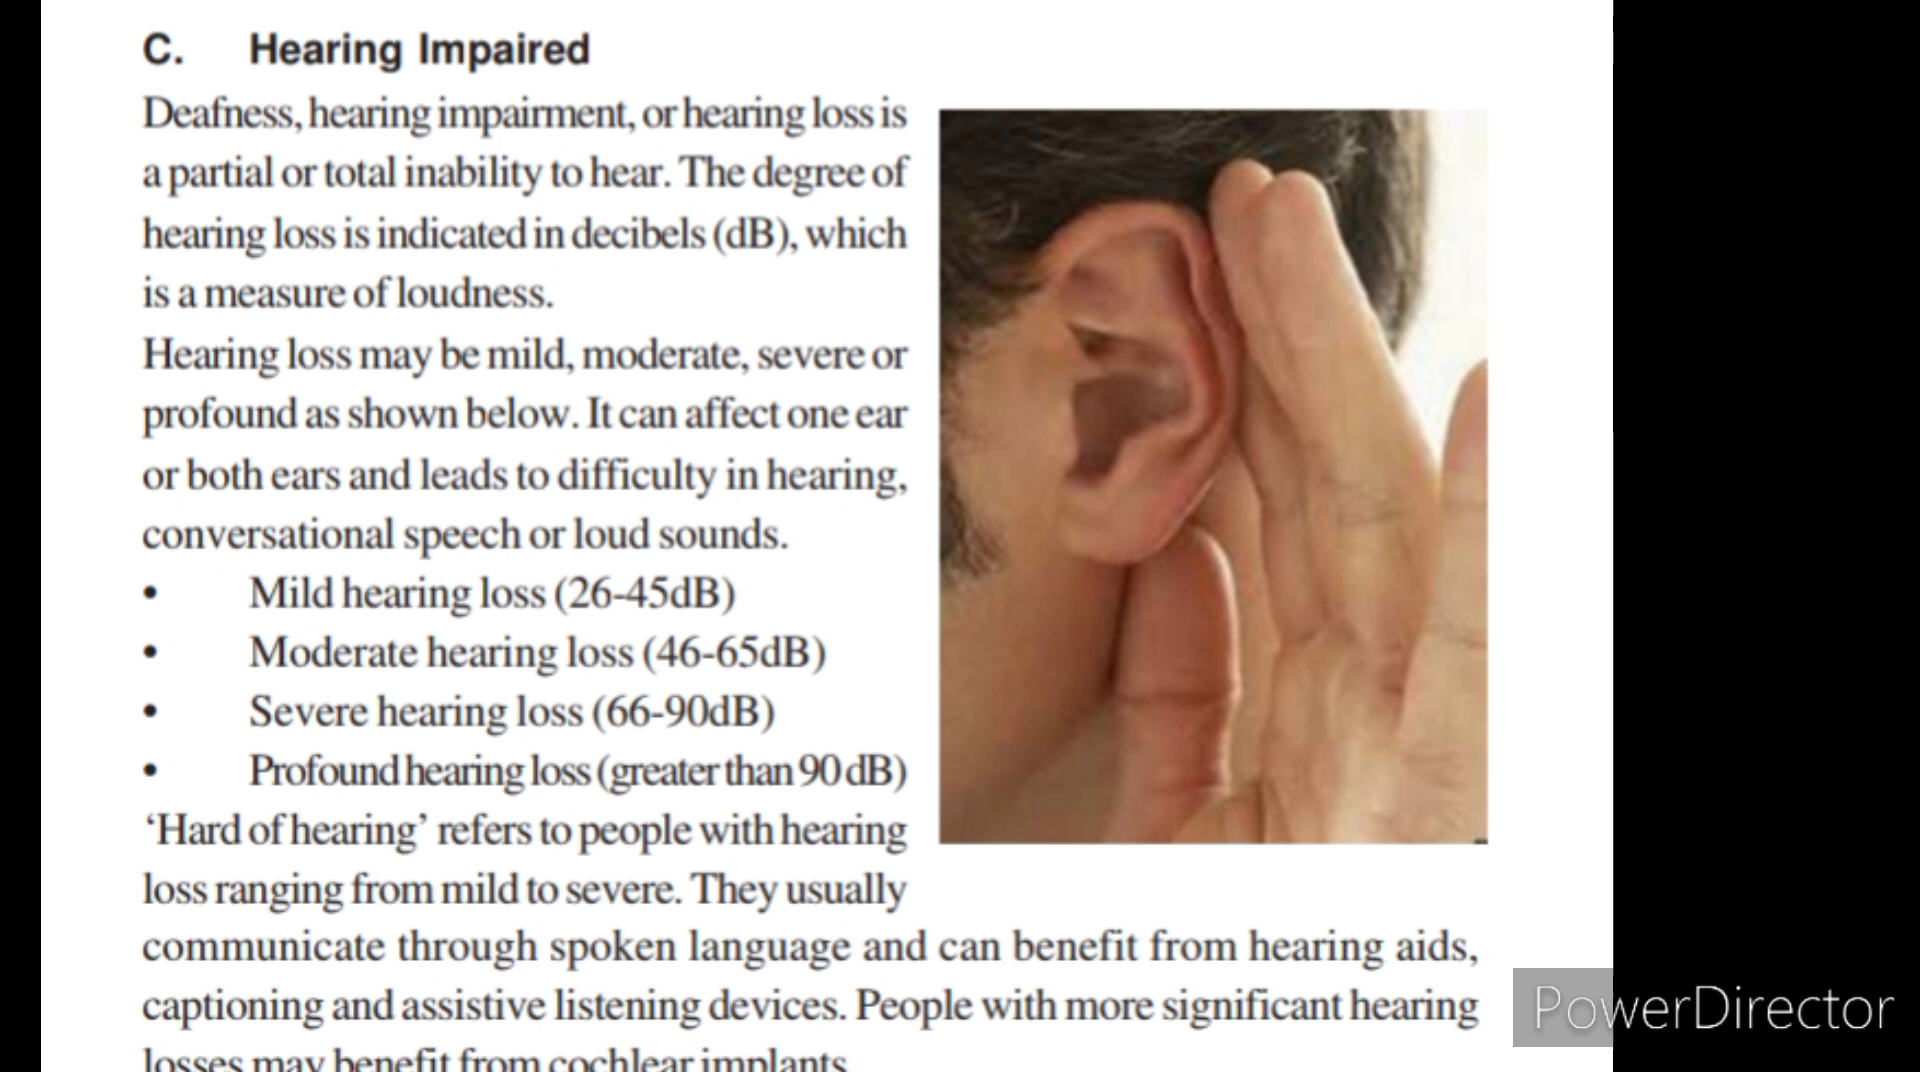 C. Hearing Impaired
Deafness, hearing impairment, or hearing loss is
a partial or total inability to hear. The degree of
hearing loss is indicated in decibels (dB), which
is a measure of loudness.
Hearing loss may be mild, moderate, severe or
profound as shown below. It can affect one ear
or both ears and leads to difficulty in hearing,
conversational speech or loud sounds.
• Mild hearing loss (26-45dB)
• Moderate hearing loss (46-65dB)
• Severe hearing loss (66-90dB)
• Profound hearing loss (greater than 90 dB)
‘Hard of hearing’ refers to people with hearing
loss ranging from mild to severe. They usually
communicate through spoken language and can benefit from hearing aids,
captioning and assistive listening devices. People with more significant hearing
losses may benefit from cochlear implants.
PowerDirector